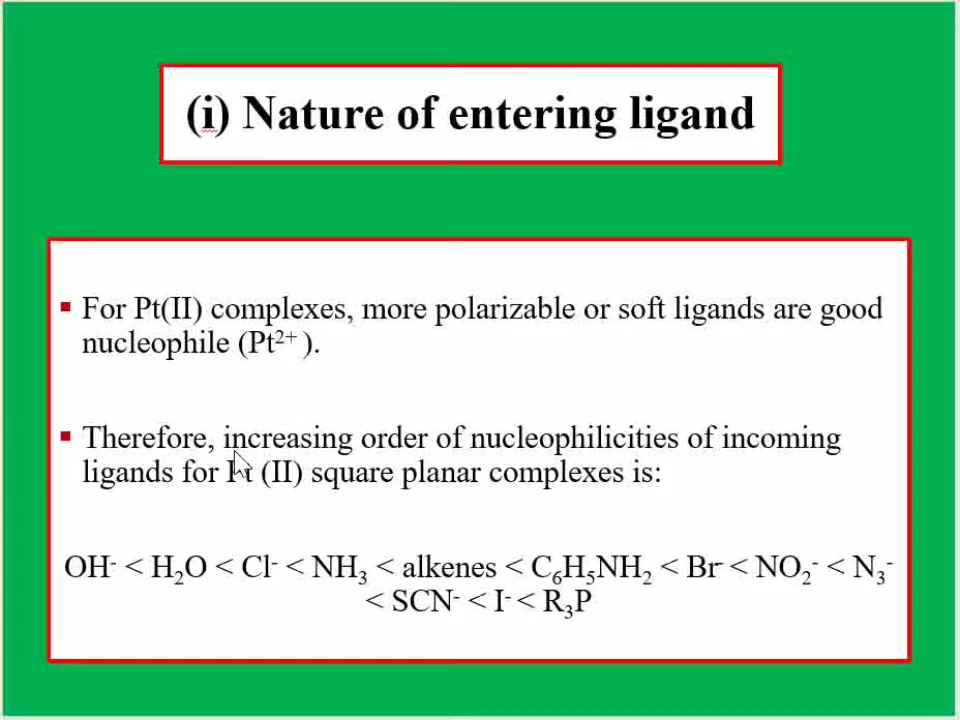 (i) Nature of entering ligand
▪ For Pt(II) complexes, more polarizable or soft ligands are good
nucleophile (Pt²⁺ ).
▪ Therefore, increasing order of nucleophilicities of incoming
ligands for Pt (II) square planar complexes is:
OH⁻ < H₂O < Cl⁻ < NH₃ < alkenes < C₆H₅NH₂ < Br⁻ < NO₂⁻ < N₃⁻
< SCN⁻ < I⁻ < R₃P